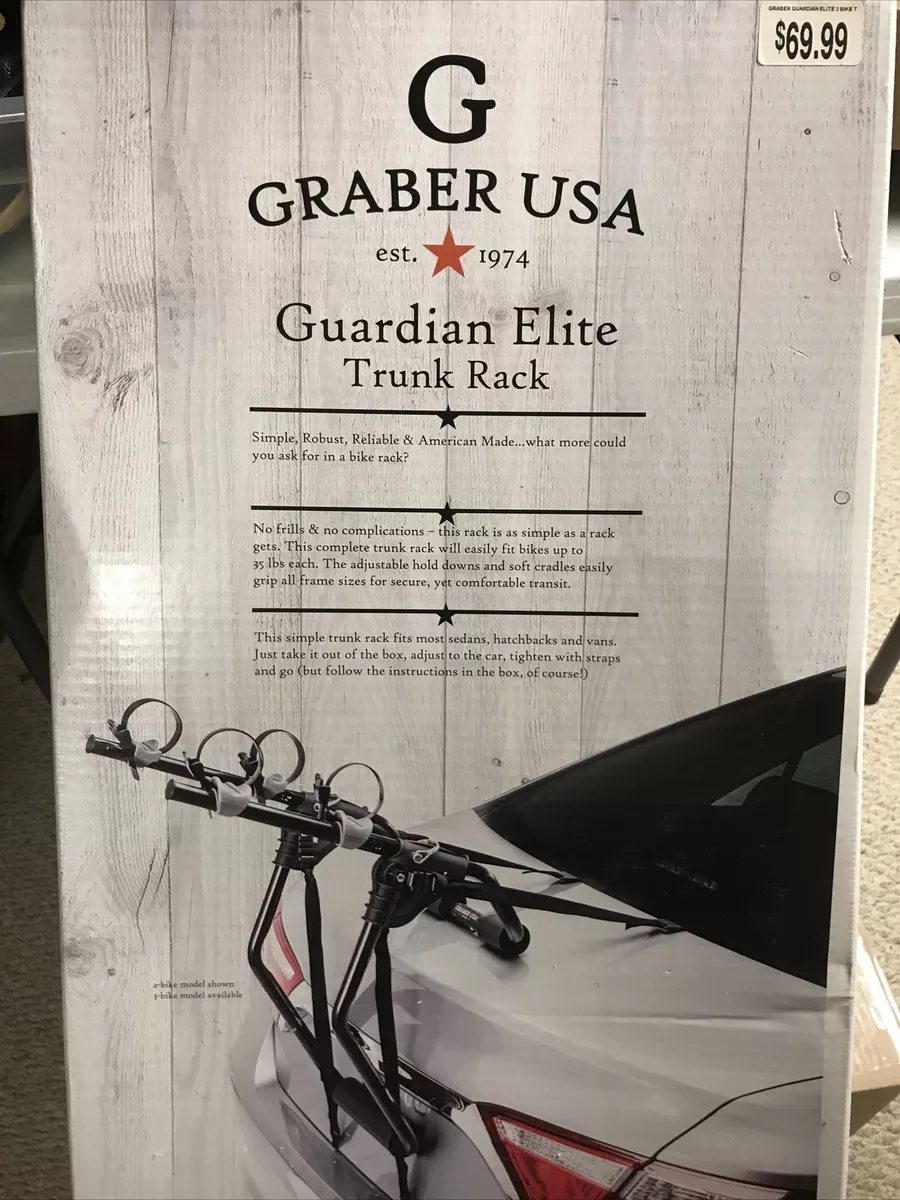 GRABER GUARDIAN ELITE 2 BIKE T
$69.99
G
GRABER USA
est. 1974
Guardian Elite
Trunk Rack
Simple, Robust, Reliable & American Made...what more could
you ask for in a bike rack?
No frills & no complications – this rack is as simple as a rack
gets. This complete trunk rack will easily fit bikes up to
35 lbs each. The adjustable hold downs and soft cradles easily
grip all frame sizes for secure, yet comfortable transit.
This simple trunk rack fits most sedans, hatchbacks and vans.
Just take it out of the box, adjust to the car, tighten with straps
and go (but follow the instructions in the box, of course!)
GRABER USA
2-bike model shown
3-bike model available